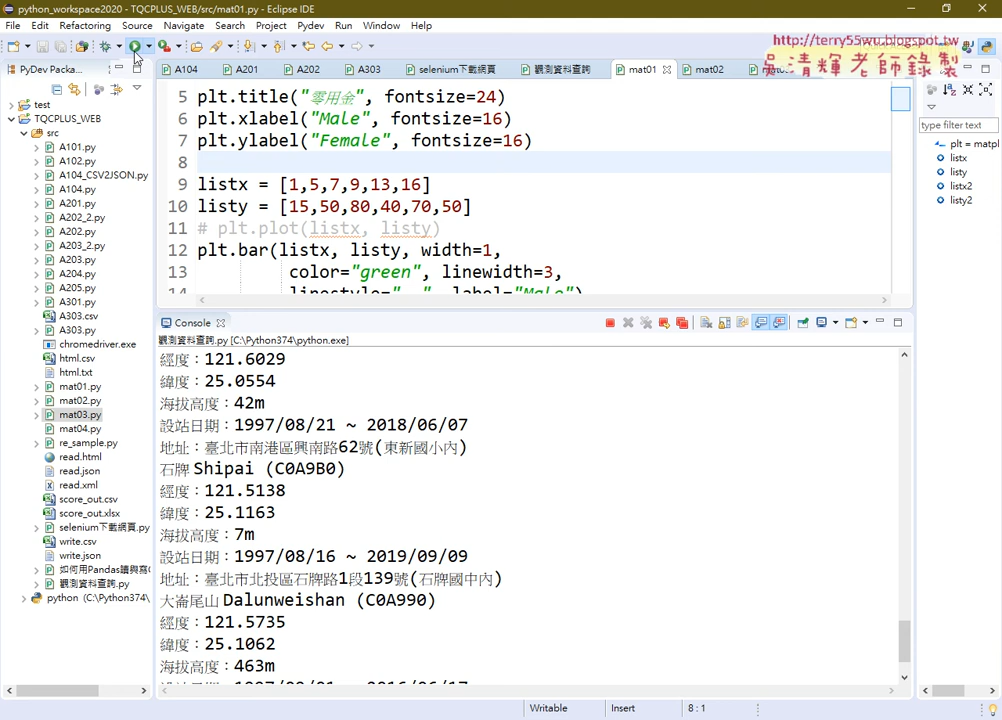 python_workspace2020 - TQCPLUS_WEB/src/mat01.py - Eclipse IDE
File Edit Refactoring Source Navigate Search Project Pydev Run Window Help
http://terry55wu.blogspot.tw
吳清輝老師錄製
PyDev Packa...
A104 A201 A202 A303 selenium下載網頁 觀測資料查詢 mat01 mat02
test
TQCPLUS_WEB
src
A101.py
A102.py
A104_CSV2JSON.py
A104.py
A201.py
A202_2.py
A202.py
A203_2.py
A203.py
A204.py
A205.py
A301.py
A303.csv
A303.py
chromedriver.exe
html.csv
html.txt
mat01.py
mat02.py
mat03.py
mat04.py
re_sample.py
read.html
read.json
read.xml
score_out.csv
score_out.xlsx
selenium下載網頁.py
write.csv
write.json
如何用Pandas讀與寫
觀測資料查詢.py
python (C:\Python374\
5 plt.title("零用金", fontsize=24)
6 plt.xlabel("Male", fontsize=16)
7 plt.ylabel("Female", fontsize=16)
8
9 listx = [1,5,7,9,13,16]
10 listy = [15,50,80,40,70,50]
11 # plt.plot(listx, listy)
12 plt.bar(listx, listy, width=1,
13 color="green", linewidth=3,
14 linestyle="--", label="Male")
type filter text
plt = matpl
listx
listy
listx2
listy2
Console
觀測資料查詢.py [C:\Python374\python.exe]
經度：121.6029
緯度：25.0554
海拔高度：42m
設站日期：1997/08/21 ~ 2018/06/07
地址：臺北市南港區興南路62號(東新國小內)
石牌 Shipai (C0A9B0)
經度：121.5138
緯度：25.1163
海拔高度：7m
設站日期：1997/08/16 ~ 2019/09/09
地址：臺北市北投區石牌路1段139號(石牌國中內)
大崙尾山 Dalunweishan (C0A990)
經度：121.5735
緯度：25.1062
海拔高度：463m
Writable Insert 8 : 1